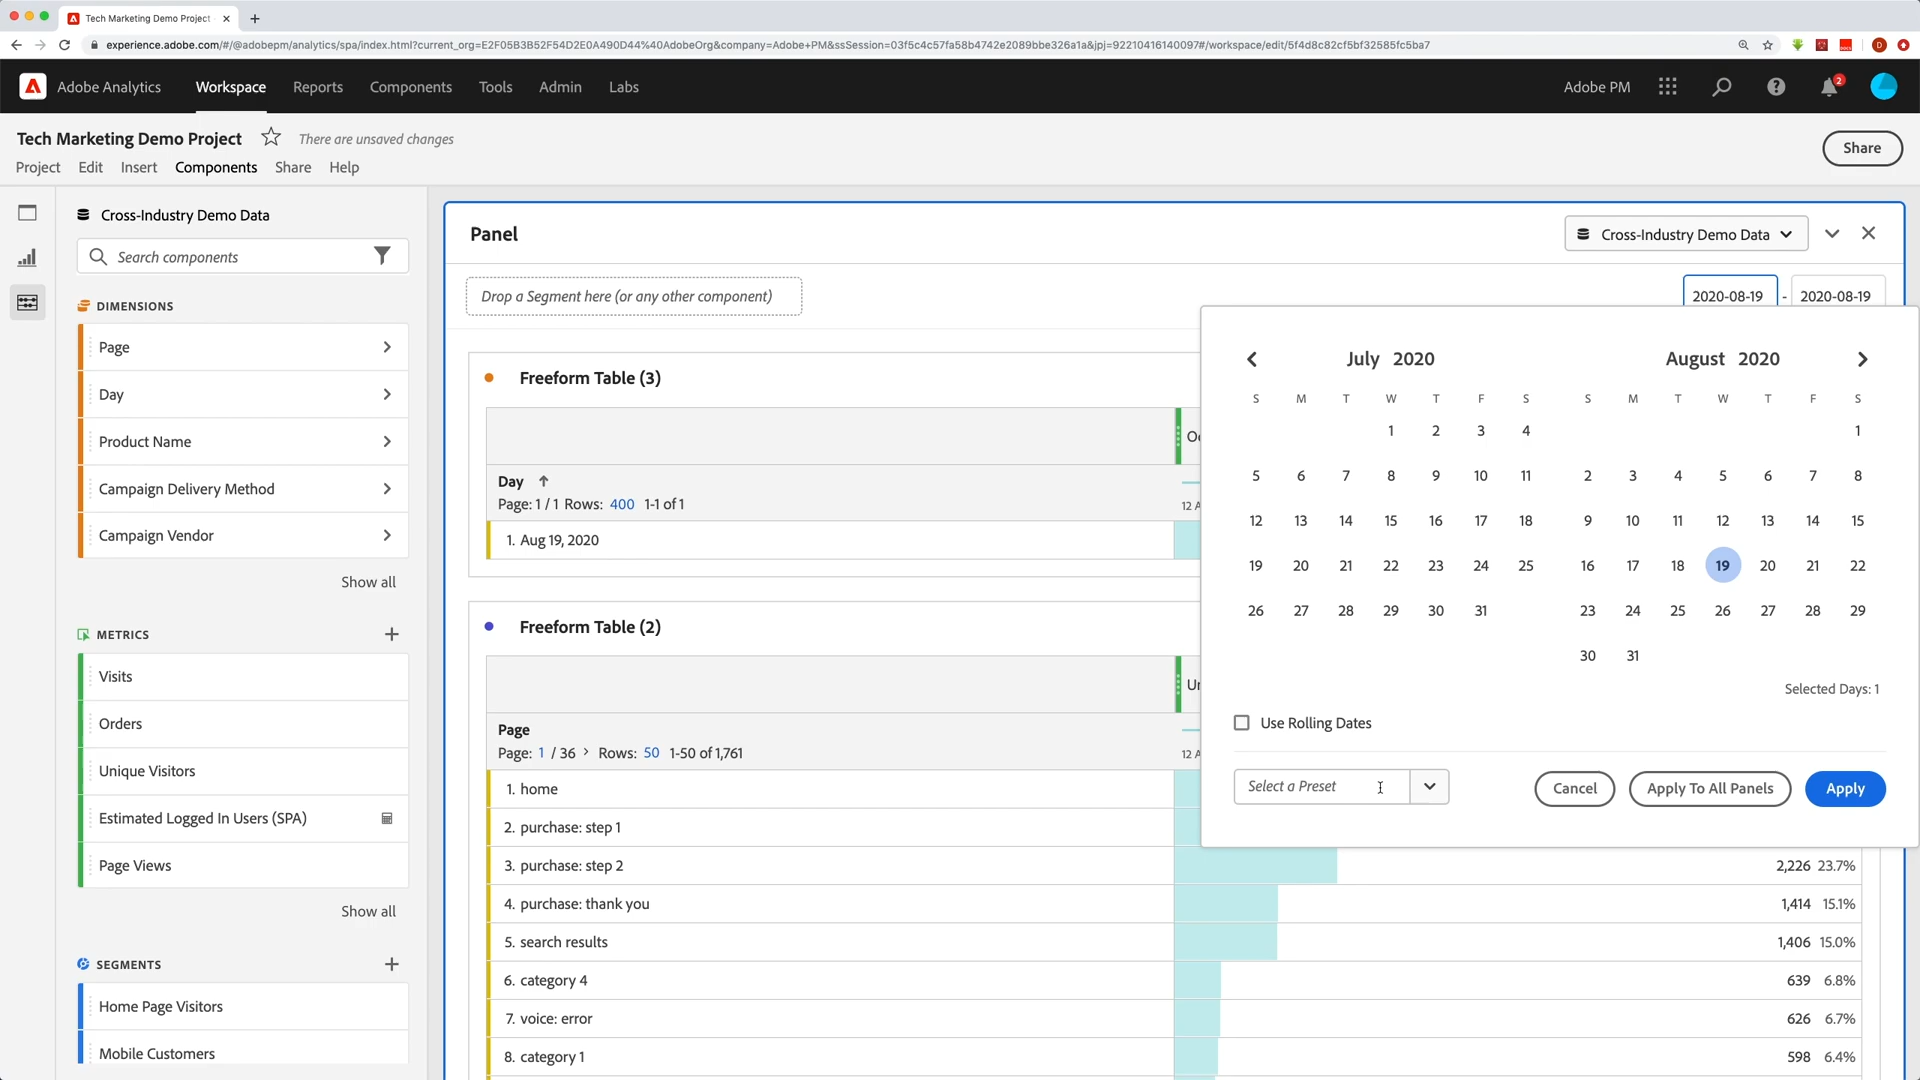 Tech Marketing Demo Project
experience.adobe.com/#/@adobepm/analytics/spa/index.html?current_org=E2F05B3B52F54D2E0A490D44%40AdobeOrg&company=Adobe+PM&ssSession=03f5c4c57fa58b4742e2089bbe326a1a&jpj=92210416140097#/workspace/edit/5f4d8c82cf5bf32585fc5ba7
D
Adobe Analytics Workspace Reports Components Tools Admin Labs Adobe PM 2
Tech Marketing Demo Project There are unsaved changes
Project Edit Insert Components Share Help
Share
Cross-Industry Demo Data
Search components
DIMENSIONS
Page
Day
Product Name
Campaign Delivery Method
Campaign Vendor
Show all
METRICS
Visits
Orders
Unique Visitors
Estimated Logged In Users (SPA)
Page Views
Show all
SEGMENTS
Home Page Visitors
Mobile Customers
Panel
Cross-Industry Demo Data
Drop a Segment here (or any other component)
2020-08-19 - 2020-08-19
Freeform Table (3)
Day
Page: 1 / 1 Rows: 400 1-1 of 1
12 A
1. Aug 19, 2020
Freeform Table (2)
Page
Page: 1 / 36 > Rows: 50 1-50 of 1,761
12 A
1. home
2. purchase: step 1
3. purchase: step 2 2,226 23.7%
4. purchase: thank you 1,414 15.1%
5. search results 1,406 15.0%
6. category 4 639 6.8%
7. voice: error 626 6.7%
8. category 1 598 6.4%
July 2020
S M T W T F S
1 2 3 4
5 6 7 8 9 10 11
12 13 14 15 16 17 18
19 20 21 22 23 24 25
26 27 28 29 30 31
August 2020
S M T W T F S
1
2 3 4 5 6 7 8
9 10 11 12 13 14 15
16 17 18 19 20 21 22
23 24 25 26 27 28 29
30 31
Selected Days: 1
Use Rolling Dates
Select a Preset
Cancel
Apply To All Panels
Apply